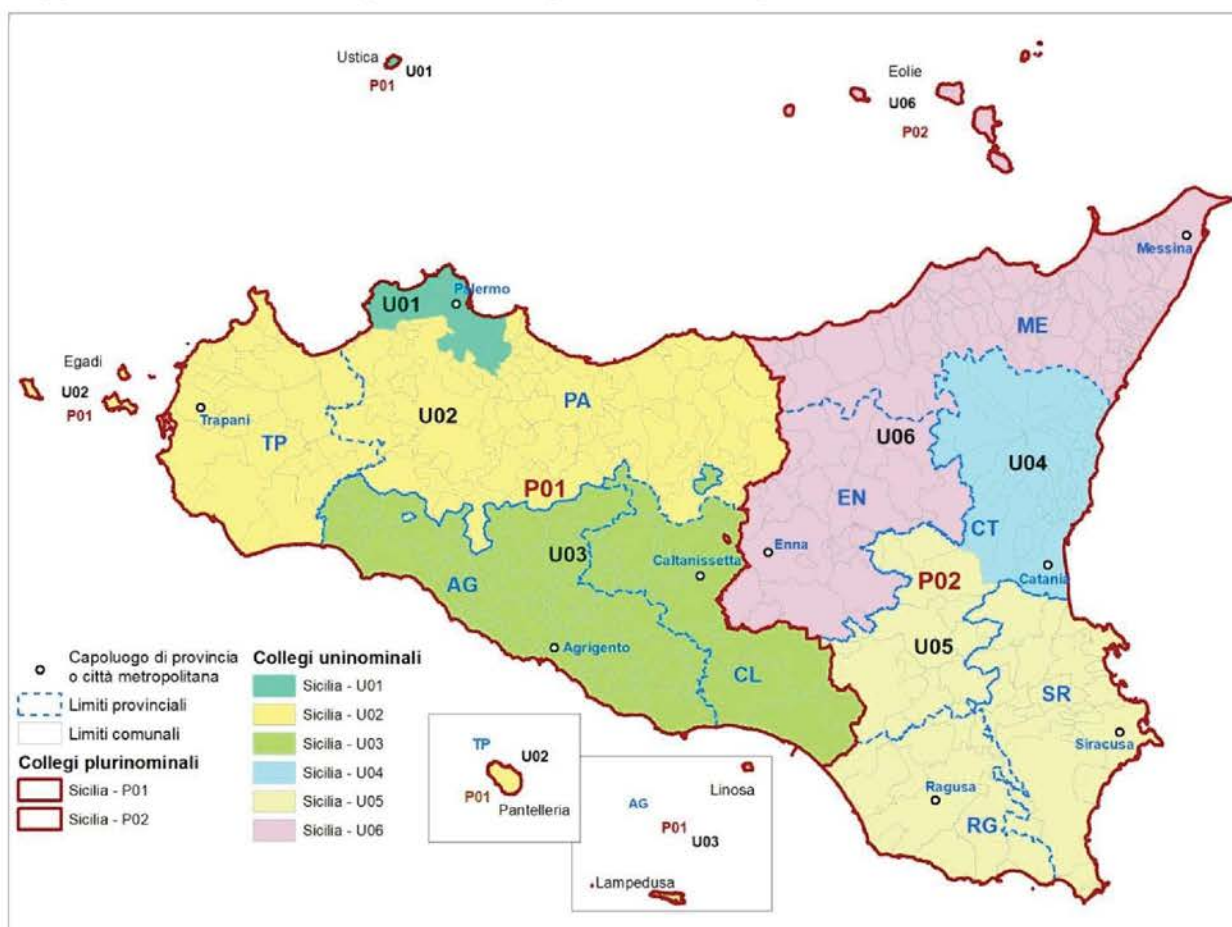 Ustica
U01
P01
Eolie
U06
P02
Messina
ME
U01
Palermo
Egadi
U02
P01
Trapani
TP
U02
PA
P01
U06
U04
EN
CT
Enna
Catania
U03
Caltanissetta
AG
Agrigento
CL
P02
U05
SR
Siracusa
Ragusa
RG
Capoluogo di provincia
o città metropolitana
Limiti provinciali
Limiti comunali
Collegi plurinominali
Sicilia - P01
Sicilia - P02
Collegi uninominali
Sicilia - U01
Sicilia - U02
Sicilia - U03
Sicilia - U04
Sicilia - U05
Sicilia - U06
TP
U02
P01
Pantelleria
Linosa
AG
P01
U03
Lampedusa